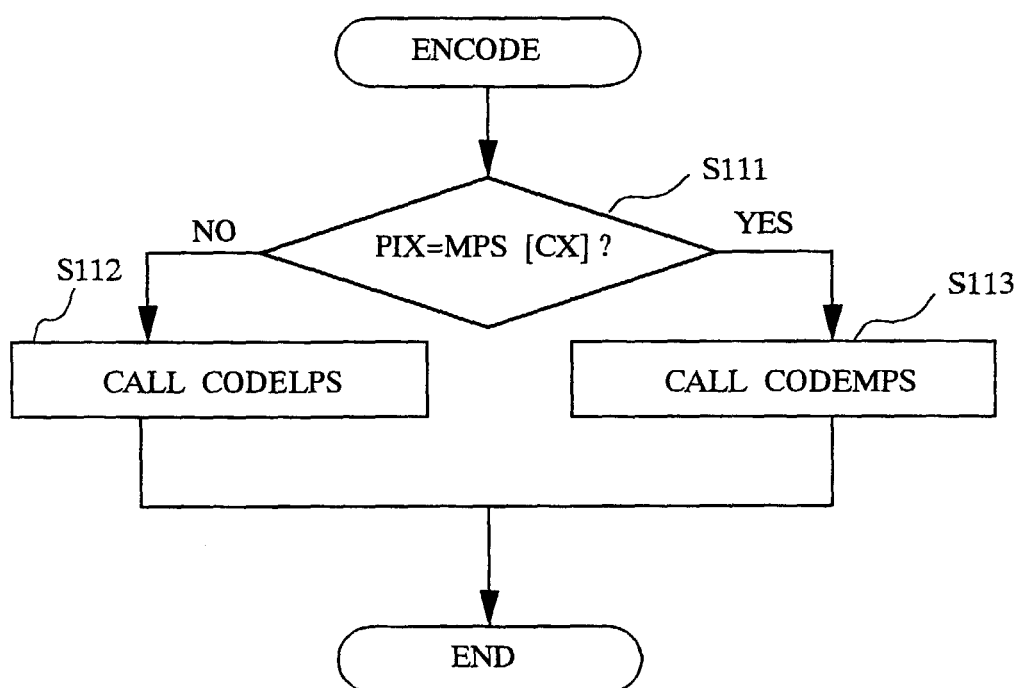 ENCODE
S111
PIX=MPS [CX] ?
NO
YES
S112
S113
CALL CODELPS
CALL CODEMPS
END